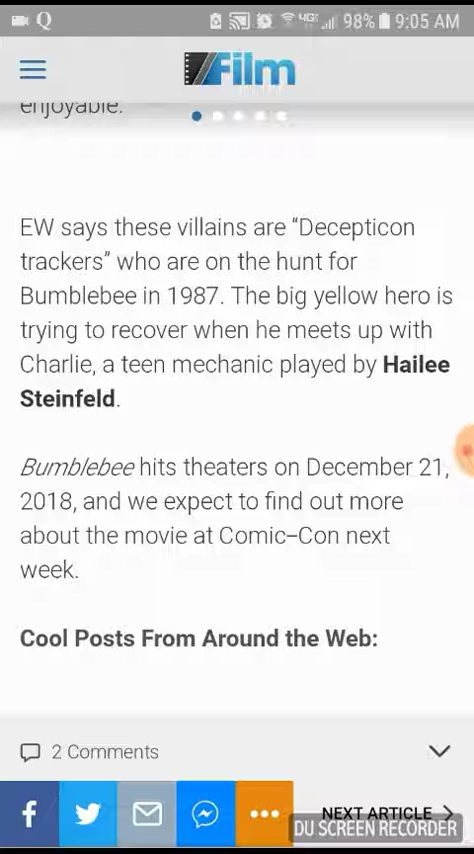 Q 4G 98% 9:05 AM
/Film
enjoyable.
EW says these villains are “Decepticon
trackers” who are on the hunt for
Bumblebee in 1987. The big yellow hero is
trying to recover when he meets up with
Charlie, a teen mechanic played by Hailee
Steinfeld.
Bumblebee hits theaters on December 21,
2018, and we expect to find out more
about the movie at Comic–Con next
week.
Cool Posts From Around the Web:
2 Comments
NEXT ARTICLE
DU SCREEN RECORDER